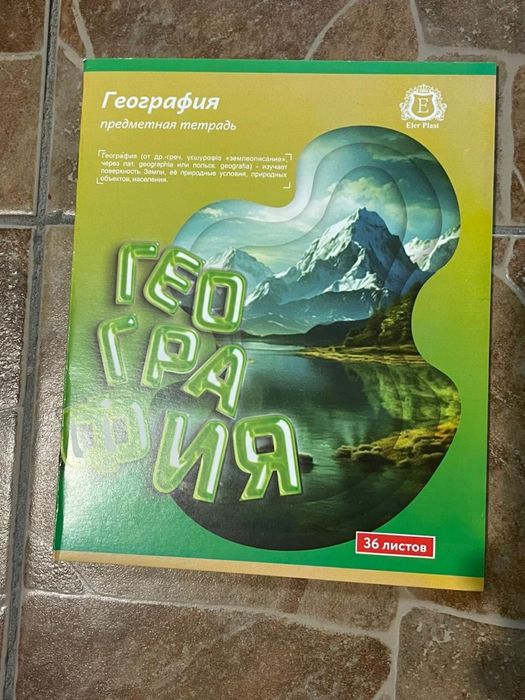 География
предметная тетрадь
E
Eler Plast
География (от др.-греч. γεωγραφία «землеописание»,
через лат. geographia или польск. geografia) - изучает
поверхность Земли, её природные условия, природных
объектов, населения.
ГЕО
ГРА
ФИЯ
36 листов